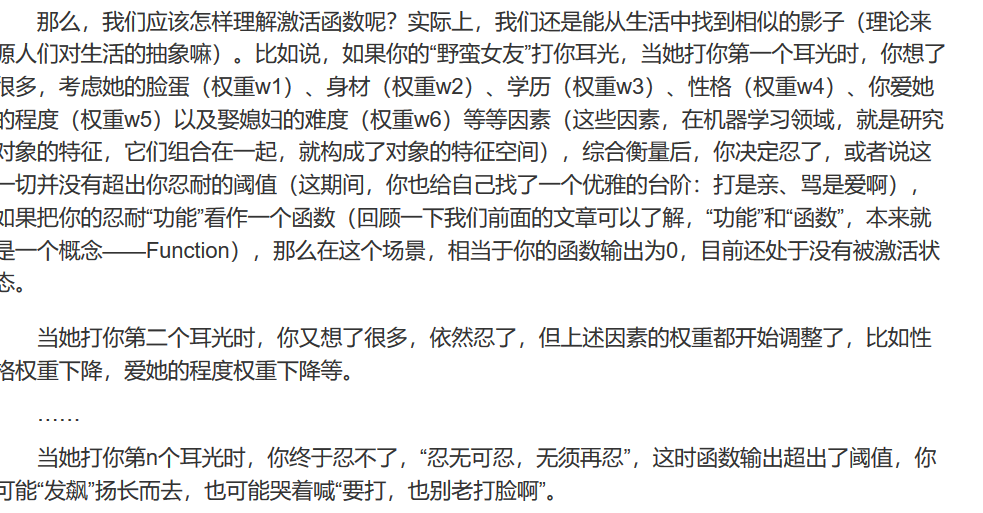 那么，我们应该怎样理解激活函数呢？实际上，我们还是能从生活中找到相似的影子（理论来
源人们对生活的抽象嘛）。比如说，如果你的“野蛮女友”打你耳光，当她打你第一个耳光时，你想了
很多，考虑她的脸蛋（权重w1）、身材（权重w2）、学历（权重w3）、性格（权重w4）、你爱她
的程度（权重w5）以及娶媳妇的难度（权重w6）等等因素（这些因素，在机器学习领域，就是研究
对象的特征，它们组合在一起，就构成了对象的特征空间），综合衡量后，你决定忍了，或者说这
一切并没有超出你忍耐的阈值（这期间，你也给自己找了一个优雅的台阶：打是亲、骂是爱啊），
如果把你的忍耐“功能”看作一个函数（回顾一下我们前面的文章可以了解，“功能”和“函数”，本来就
是一个概念——Function），那么在这个场景，相当于你的函数输出为0，目前还处于没有被激活状
态。
当她打你第二个耳光时，你又想了很多，依然忍了，但上述因素的权重都开始调整了，比如性
格权重下降，爱她的程度权重下降等。
……
当她打你第n个耳光时，你终于忍不了，“忍无可忍，无须再忍”，这时函数输出超出了阈值，你
可能“发飙”扬长而去，也可能哭着喊“要打，也别老打脸啊”。